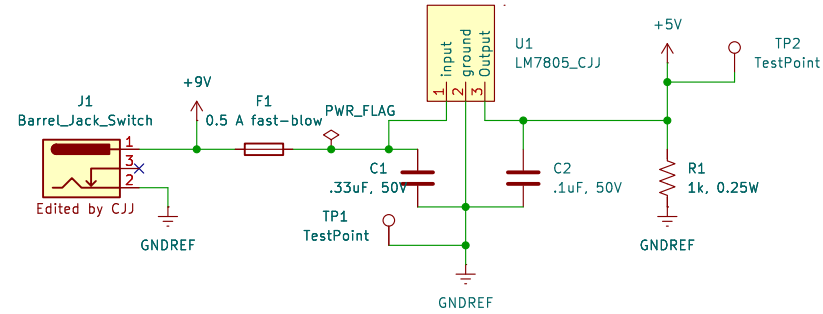 J1
Barrel_Jack_Switch
1
3
2
Edited by CJJ
GNDREF
+9V
F1
0.5 A fast-blow
PWR_FLAG
input
ground
Output
1
2
3
U1
LM7805_CJJ
C1
.33uF, 50V
TP1
TestPoint
GNDREF
C2
.1uF, 50V
+5V
TP2
TestPoint
R1
1k, 0.25W
GNDREF